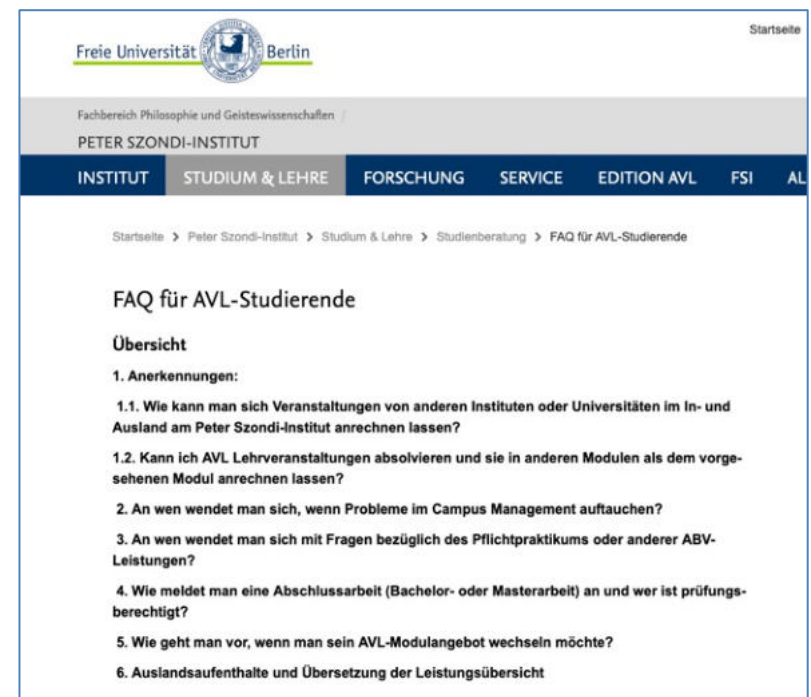 Startseite
Freie Universität Berlin
Fachbereich Philosophie und Geisteswissenschaften /
PETER SZONDI-INSTITUT
INSTITUT STUDIUM & LEHRE FORSCHUNG SERVICE EDITION AVL FSI AL
Startseite > Peter Szondi-Institut > Studium & Lehre > Studienberatung > FAQ für AVL-Studierende
FAQ für AVL-Studierende
Übersicht
1. Anerkennungen:
1.1. Wie kann man sich Veranstaltungen von anderen Instituten oder Universitäten im In- und
Ausland am Peter Szondi-Institut anrechnen lassen?
1.2. Kann ich AVL Lehrveranstaltungen absolvieren und sie in anderen Modulen als dem vorge-
sehenen Modul anrechnen lassen?
2. An wen wendet man sich, wenn Probleme im Campus Management auftauchen?
3. An wen wendet man sich mit Fragen bezüglich des Pflichtpraktikums oder anderer ABV-
Leistungen?
4. Wie meldet man eine Abschlussarbeit (Bachelor- oder Masterarbeit) an und wer ist prüfungs-
berechtigt?
5. Wie geht man vor, wenn man sein AVL-Modulangebot wechseln möchte?
6. Auslandsaufenthalte und Übersetzung der Leistungsübersicht